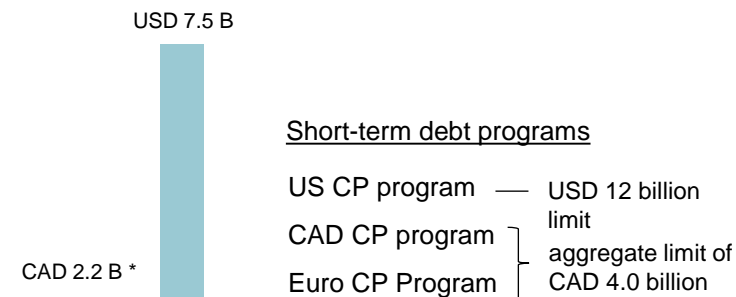 USD 7.5 B
Short-term debt programs
US CP program — USD 12 billion
limit
CAD CP program
aggregate limit of
CAD 2.2 B *
Euro CP Program
CAD 4.0 billion